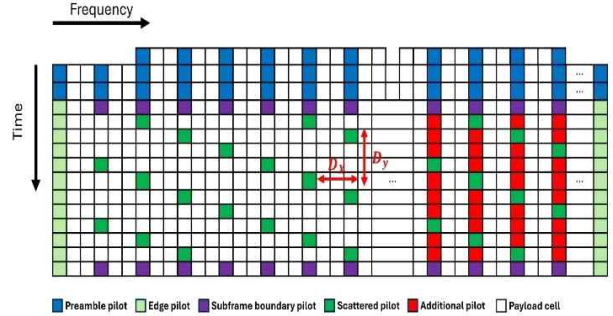 Frequency
Time
...
...
Dx
Dy
...
...
Preamble pilot Edge pilot Subframe boundary pilot Scattered pilot Additional pilot Payload cell